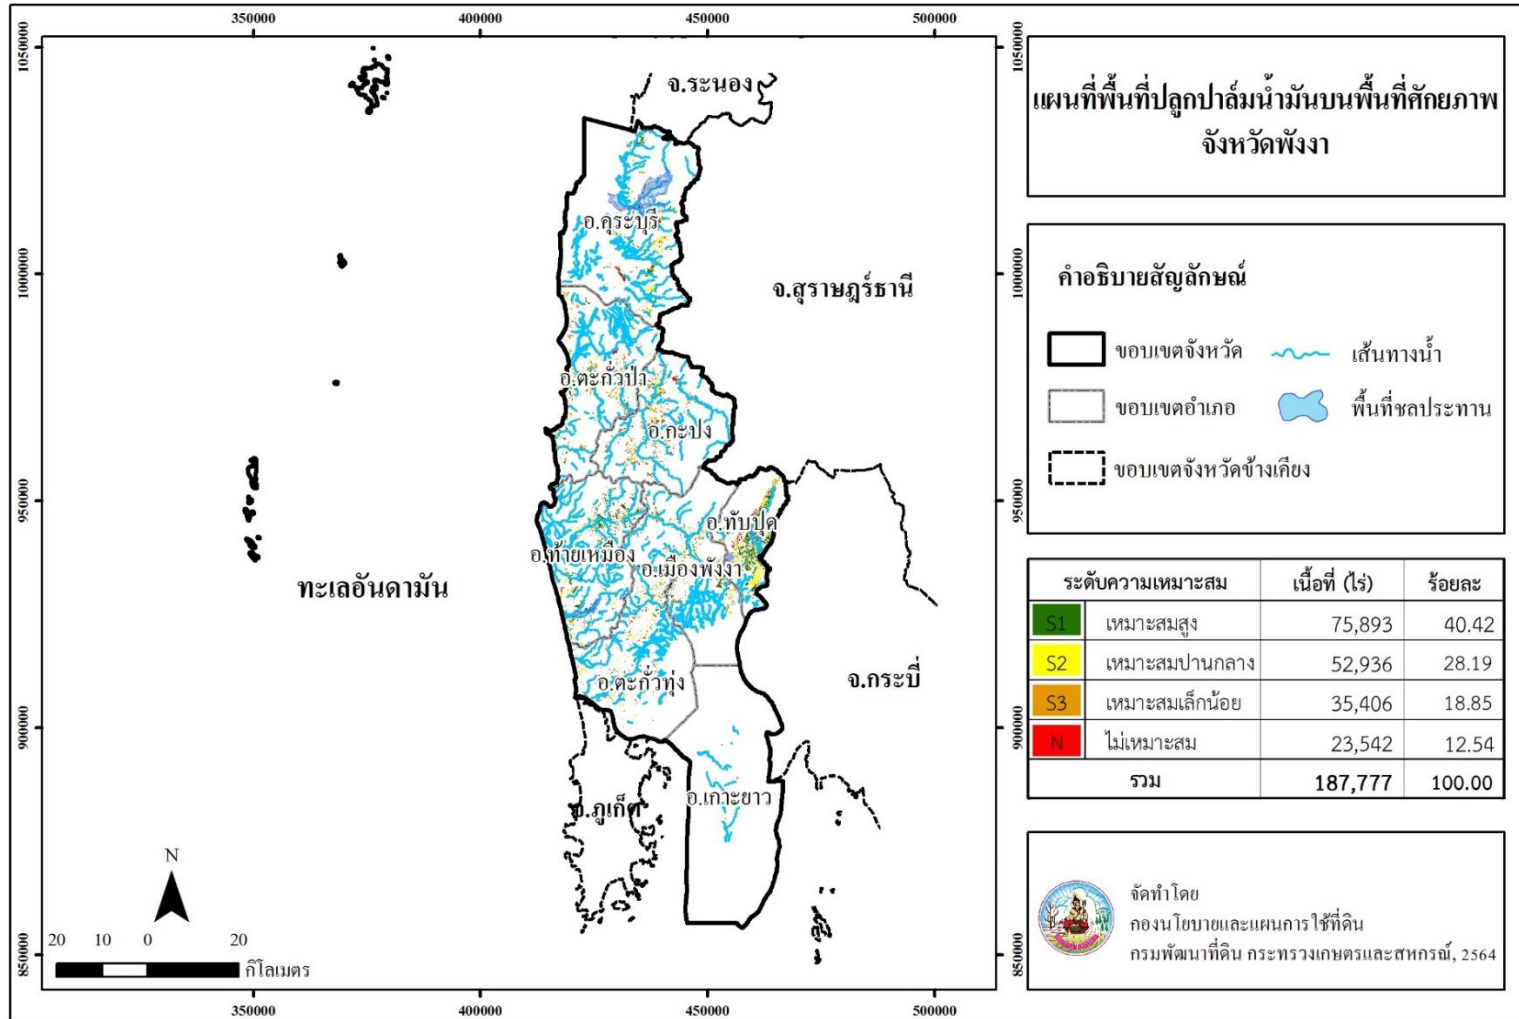 350000 400000 450000 500000
1050000
1000000
950000
900000
850000
จ.ระนอง
อ.คุระบุรี
จ.สุราษฎร์ธานี
อ.ตะกั่วป่า
อ.กะปง
อ.ทับปุด
อ.ท้ายเหมือง
อ.เมืองพังงา
ทะเลอันดามัน
อ.ตะกั่วทุ่ง
จ.กระบี่
อ.เกาะยาว
จ.ภูเก็ต
N
20 10 0 20
กิโลเมตร
350000 400000 450000 500000
1050000
1000000
950000
900000
850000
แผนที่พื้นที่ปลูกปาล์มน้ำมันบนพื้นที่ศักยภาพ
จังหวัดพังงา
คำอธิบายสัญลักษณ์
ขอบเขตจังหวัด เส้นทางน้ำ
ขอบเขตอำเภอ พื้นที่ชลประทาน
ขอบเขตจังหวัดข้างเคียง
ระดับความเหมาะสม เนื้อที่ (ไร่) ร้อยละ
S1 เหมาะสมสูง 75,893 40.42
S2 เหมาะสมปานกลาง 52,936 28.19
S3 เหมาะสมเล็กน้อย 35,406 18.85
N ไม่เหมาะสม 23,542 12.54
รวม 187,777 100.00
จัดทำโดย
กองนโยบายและแผนการใช้ที่ดิน
กรมพัฒนาที่ดิน กระทรวงเกษตรและสหกรณ์, 2564